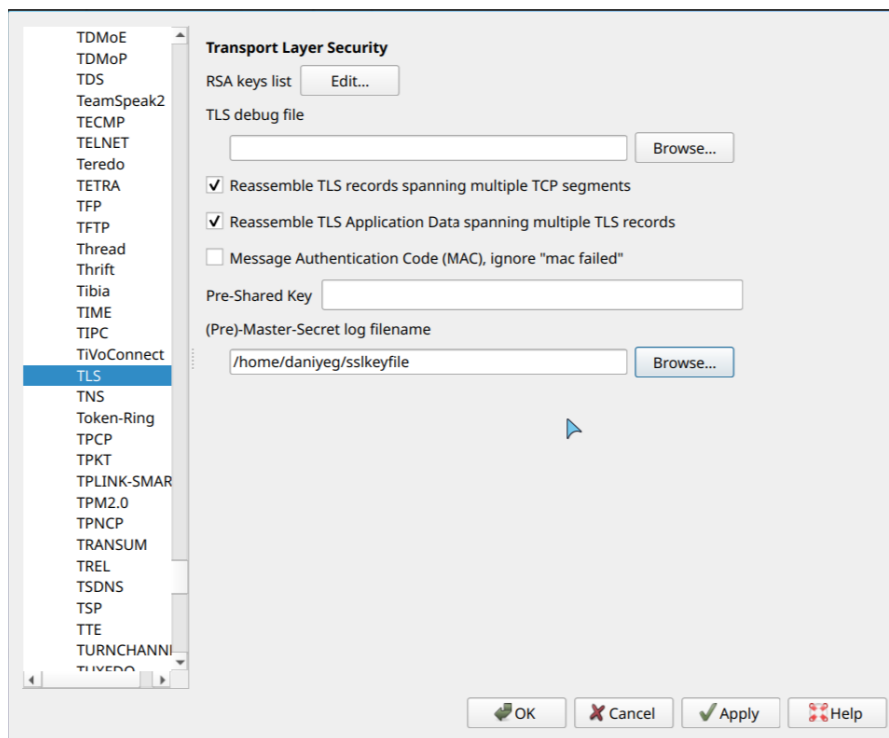 TDMoE
TDMoP
TDS
TeamSpeak2
TECMP
TELNET
Teredo
TETRA
TFP
TFTP
Thread
Thrift
Tibia
TIME
TIPC
TiVoConnect
TLS
TNS
Token-Ring
TPCP
TPKT
TPLINK-SMAR
TPM2.0
TPNCP
TRANSUM
TREL
TSDNS
TSP
TTE
TURNCHANN
TUXEDO
Transport Layer Security
RSA keys list Edit...
TLS debug file
Browse...
Reassemble TLS records spanning multiple TCP segments
Reassemble TLS Application Data spanning multiple TLS records
Message Authentication Code (MAC), ignore "mac failed"
Pre-Shared Key
(Pre)-Master-Secret log filename
/home/daniyeg/sslkeyfile Browse...
OK Cancel Apply Help